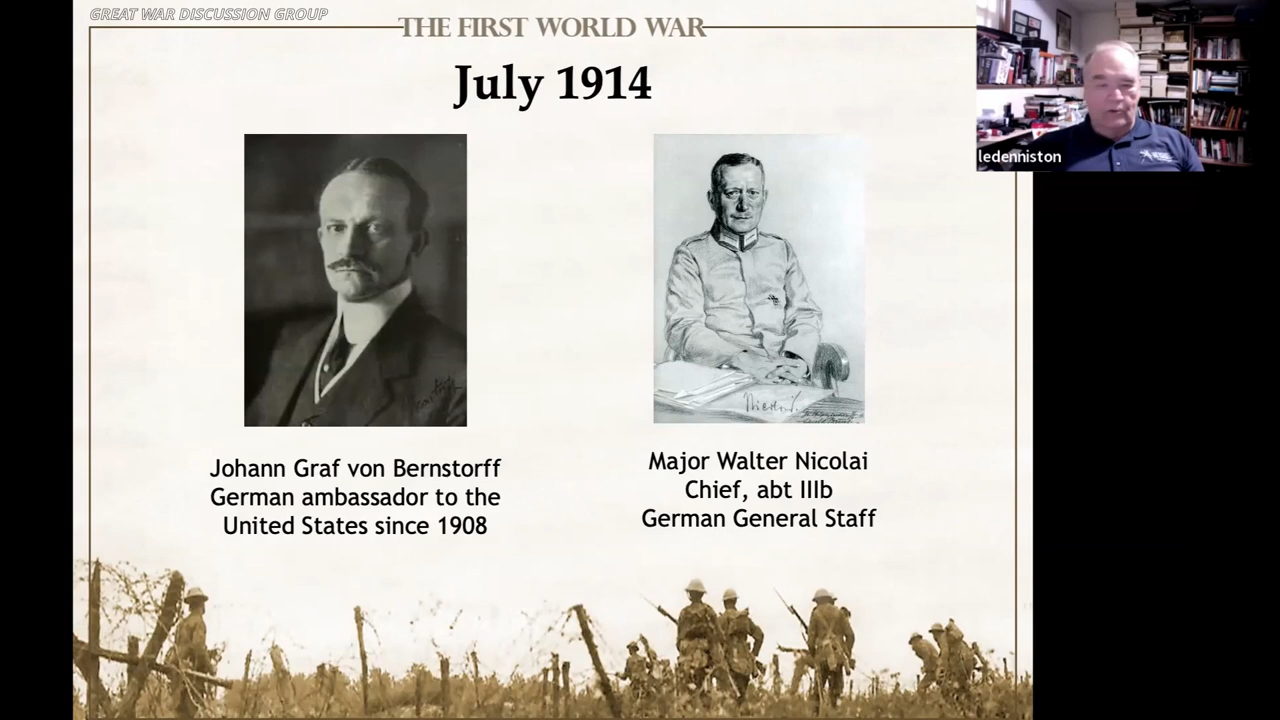 GREAT WAR DISCUSSION GROUP
THE FIRST WORLD WAR
July 1914
ledenniston
Johann Graf von Bernstorff
German ambassador to the
United States since 1908
Major Walter Nicolai
Chief, abt IIIb
German General Staff